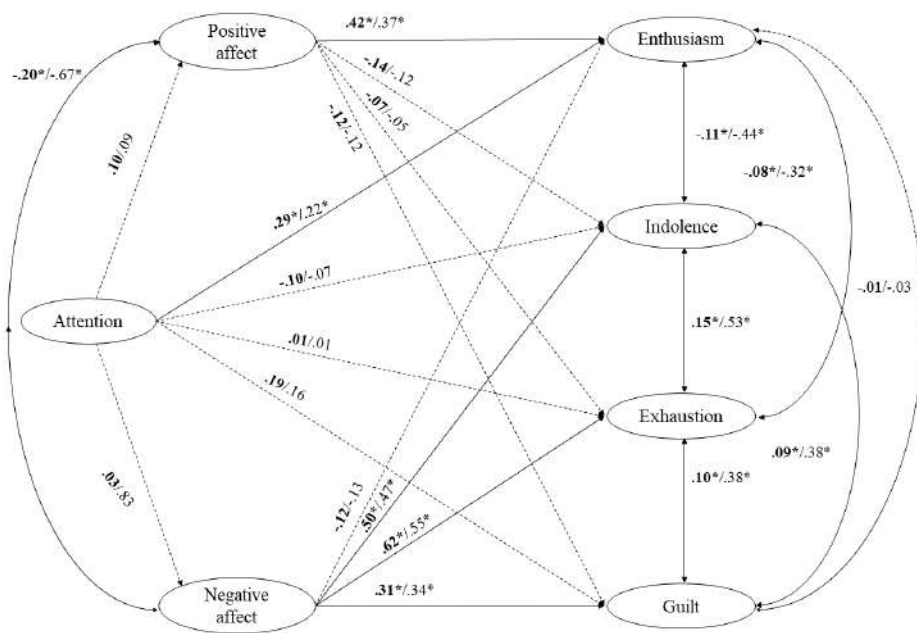 Positive
affect
Enthusiasm
.42*/.37*
-.20*/-.67*
-.14/-.12
-.07/-.05
-.12/-.12
.10/.09
-.11*/-.44*
-.08*/-.32*
.29*/.22*
Indolence
-.10/-.07
-.01/-.03
Attention
.15*/.53*
.01/.01
.19/.16
Exhaustion
.09*/.38*
.10*/.38*
.03/.83
-.12/-.13
.50*/.47*
.62*/.55*
.31*/.34*
Negative
affect
Guilt